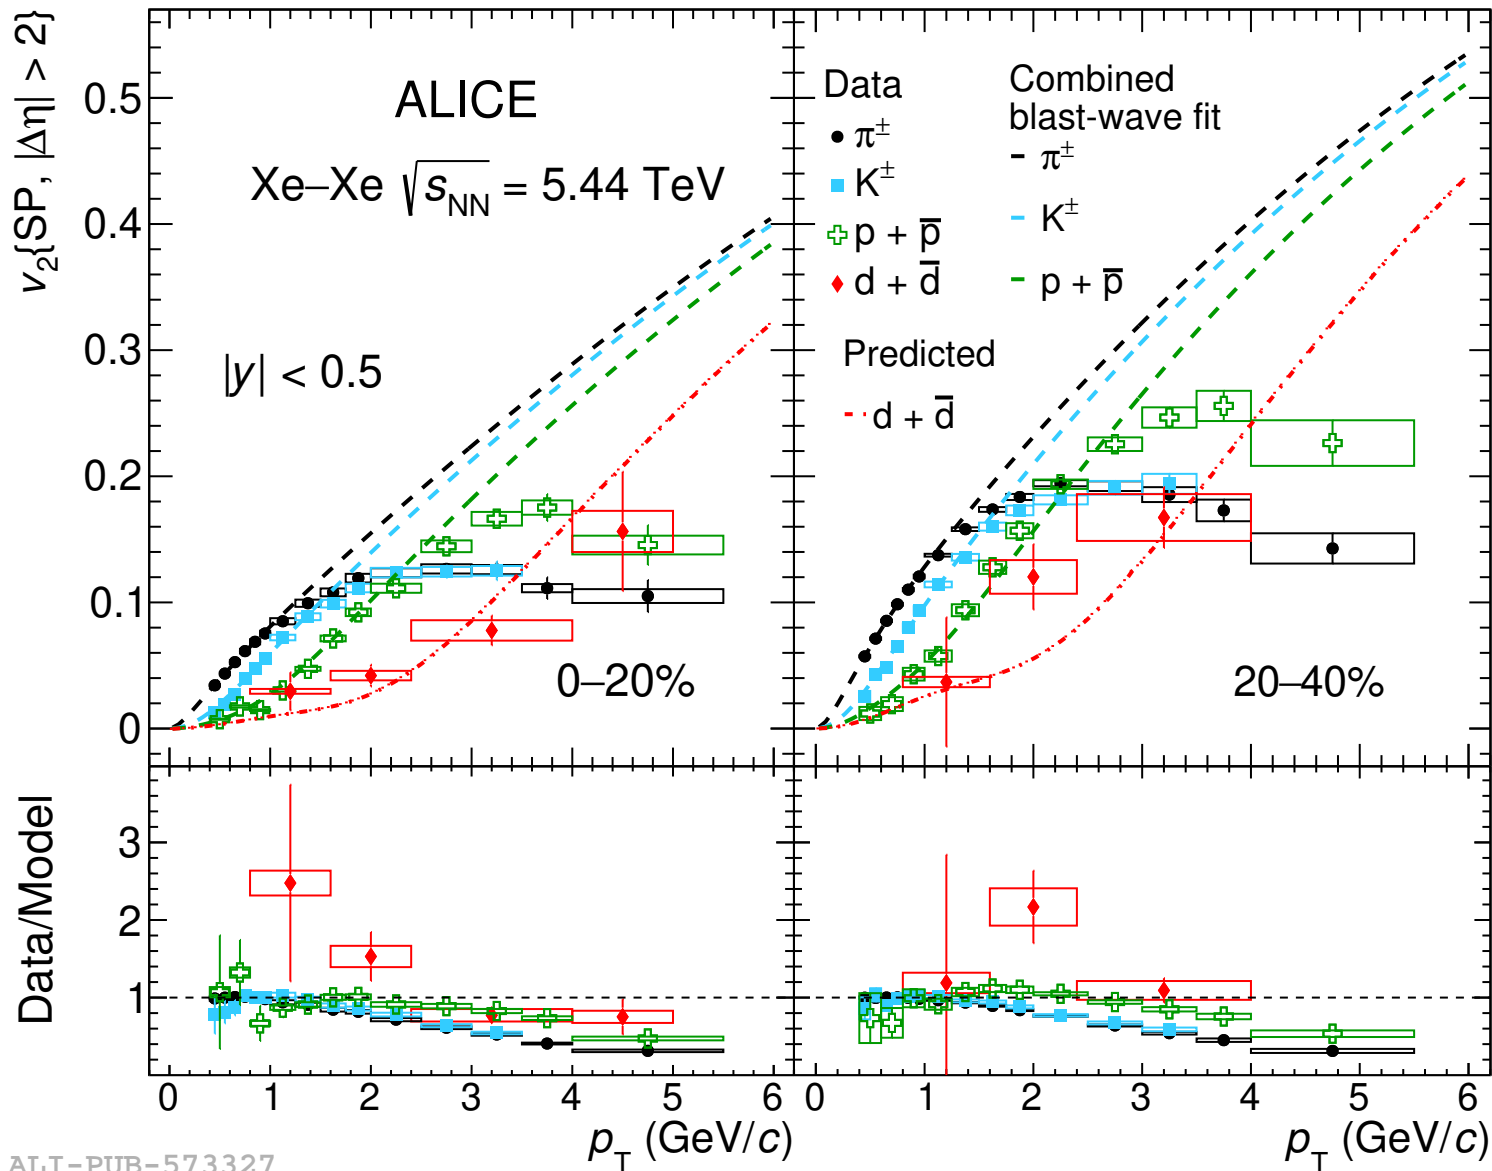 v₂{SP, |Δη| > 2}
0.5
0.4
0.3
0.2
0.1
0
ALICE
Xe–Xe √s_NN = 5.44 TeV
|y| < 0.5
0–20%
Data
π±
K±
p + p̅
d + d̅
Combined
blast-wave fit
π±
K±
p + p̅
Predicted
d + d̅
20–40%
Data/Model
3
2
1
0 1 2 3 4 5 6
p_T (GeV/c)
0 1 2 3 4 5 6
p_T (GeV/c)
ALI-PUB-573327